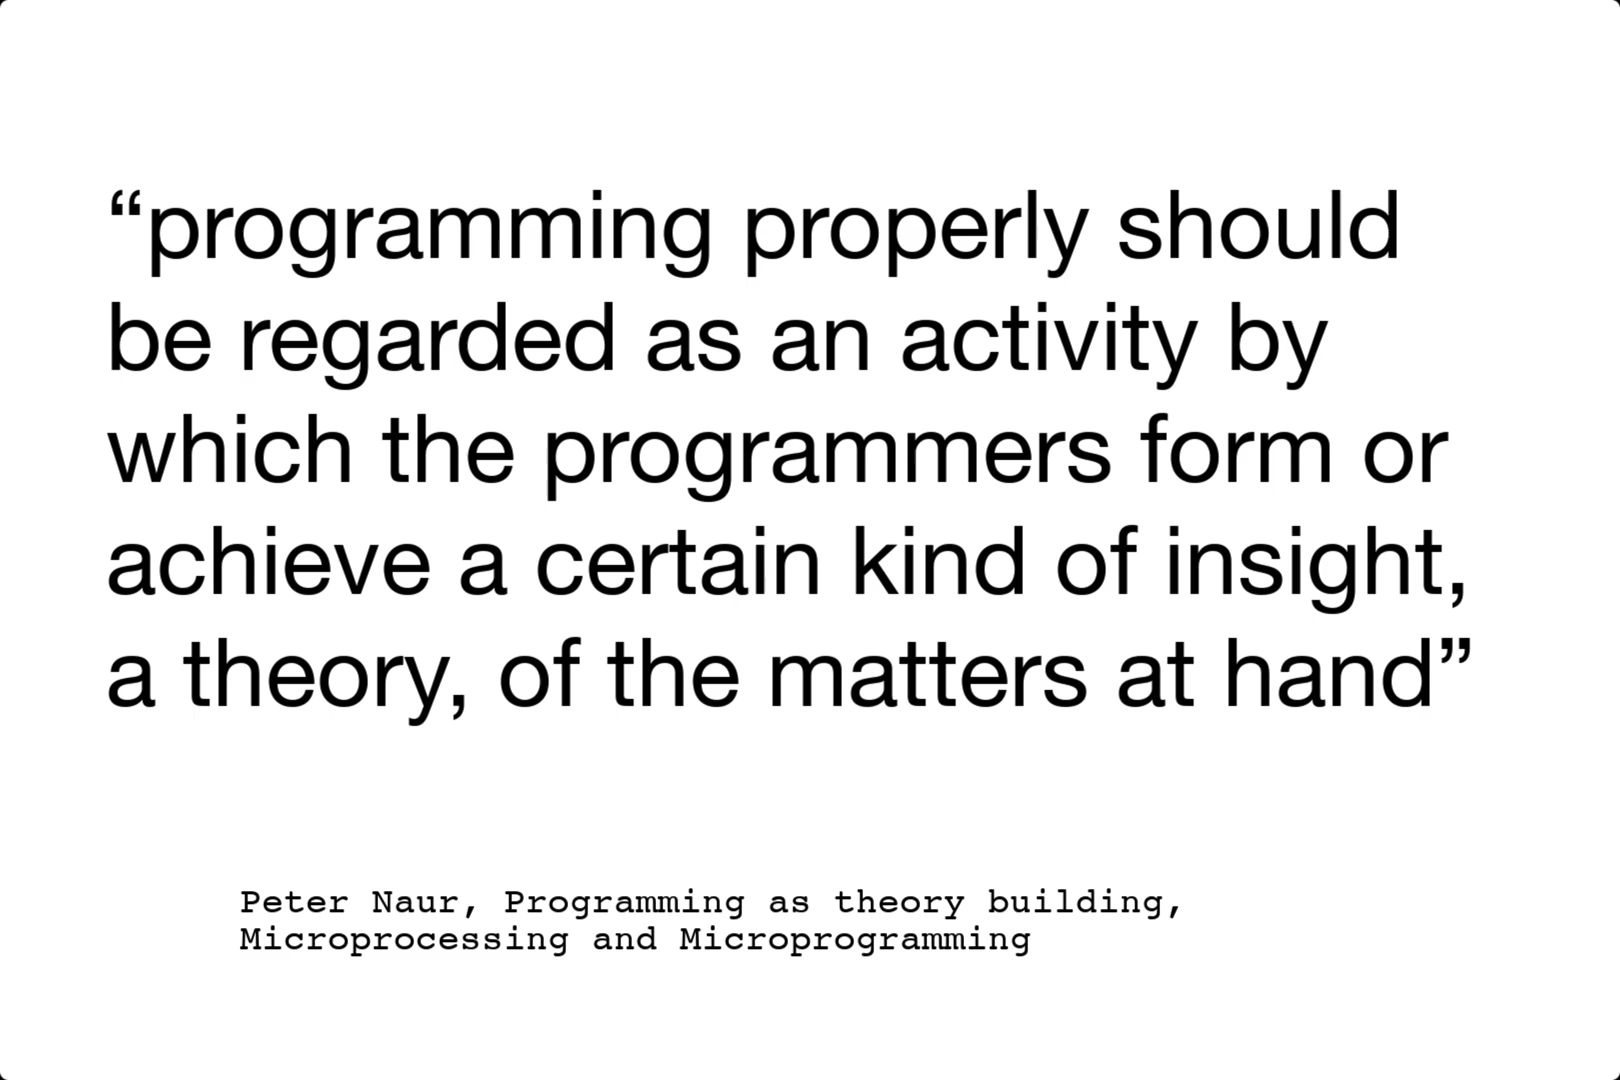 “programming properly should
be regarded as an activity by
which the programmers form or
achieve a certain kind of insight,
a theory, of the matters at hand”
Peter Naur, Programming as theory building,
Microprocessing and Microprogramming